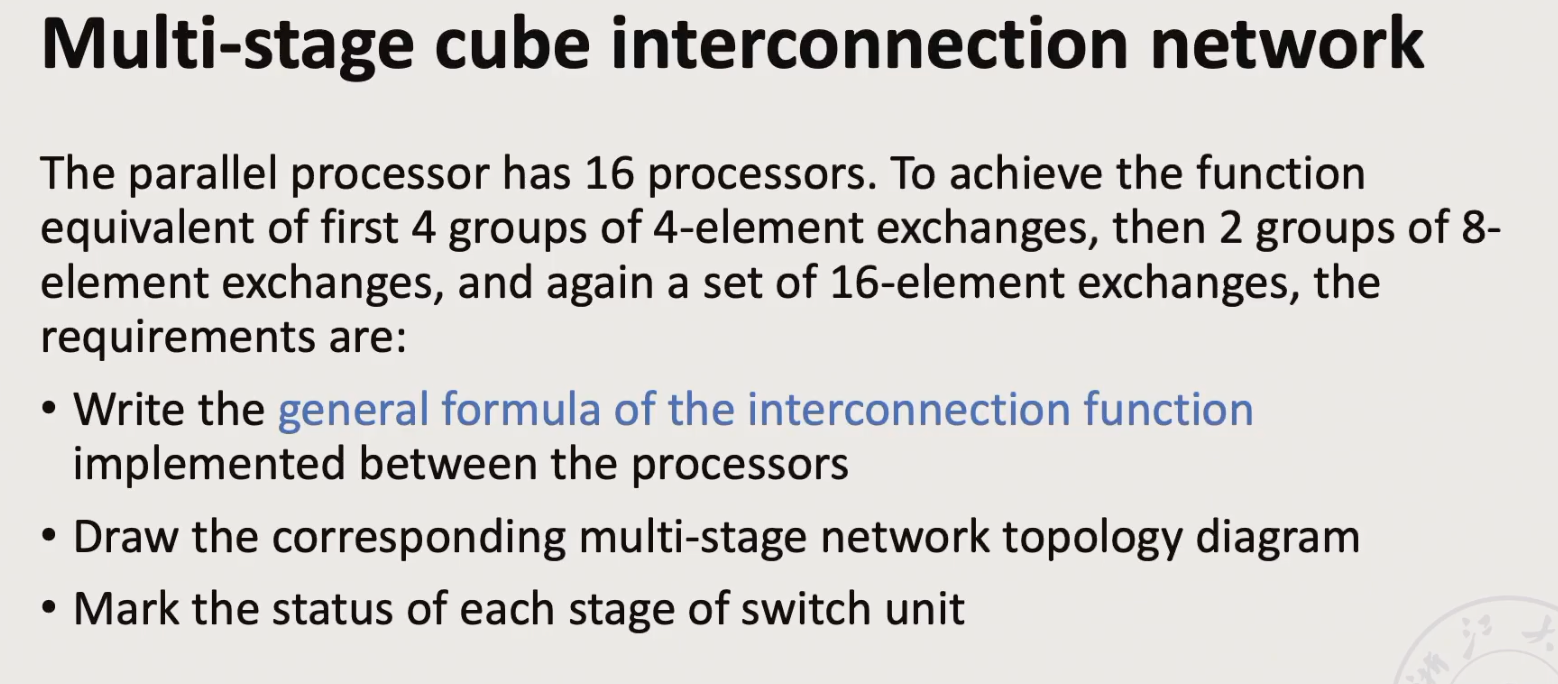 Multi-stage cube interconnection network
The parallel processor has 16 processors. To achieve the function
equivalent of first 4 groups of 4-element exchanges, then 2 groups of 8-
element exchanges, and again a set of 16-element exchanges, the
requirements are:
• Write the general formula of the interconnection function
implemented between the processors
• Draw the corresponding multi-stage network topology diagram
• Mark the status of each stage of switch unit